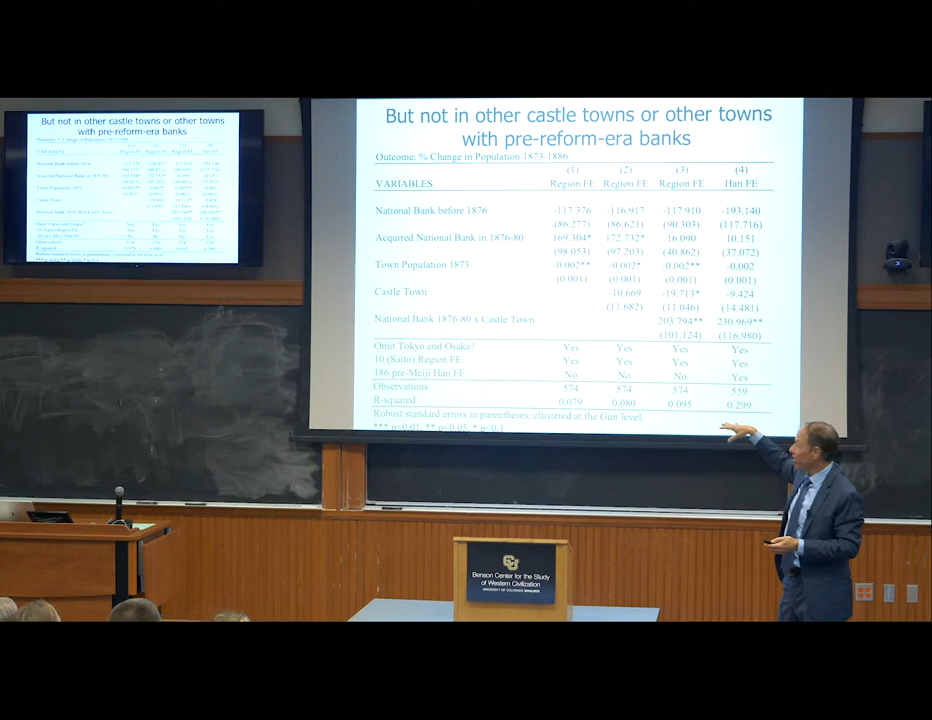 But not in other castle towns or other towns
with pre-reform-era banks
Outcome: % Change in Population 1873-1886
(1) (2) (3) (4)
VARIABLES Region FE Region FE Region FE Han FE
National Bank before 1876 -117.376 -116.917 -117.910 -193.140
(86.277) (86.621) (90.303) (117.716)
Acquired National Bank in 1876-80 169.304* 172.732* 16.090 10.151
(98.053) (97.203) (40.862) (37.072)
Town Population 1873 -0.002** -0.002* -0.002** -0.002
(0.001) (0.001) (0.001) (0.001)
Castle Town -10.669 -19.713* -9.424
(11.682) (11.046) (14.481)
National Bank 1876-80 x Castle Town 203.794** 230.969**
(101.124) (116.980)
Omit Tokyo and Osaka? Yes Yes Yes Yes
10 (Saito) Region FE Yes Yes Yes Yes
186 pre-Meiji Han FE No No No Yes
Observations 574 574 574 559
R-squared 0.079 0.080 0.095 0.299
Robust standard errors in parentheses, clustered at the Gun level.
*** p<0.01, ** p<0.05, * p<0.1
But not in other castle towns or other towns
with pre-reform-era banks
Benson Center for the Study
of Western Civilization
UNIVERSITY OF COLORADO BOULDER